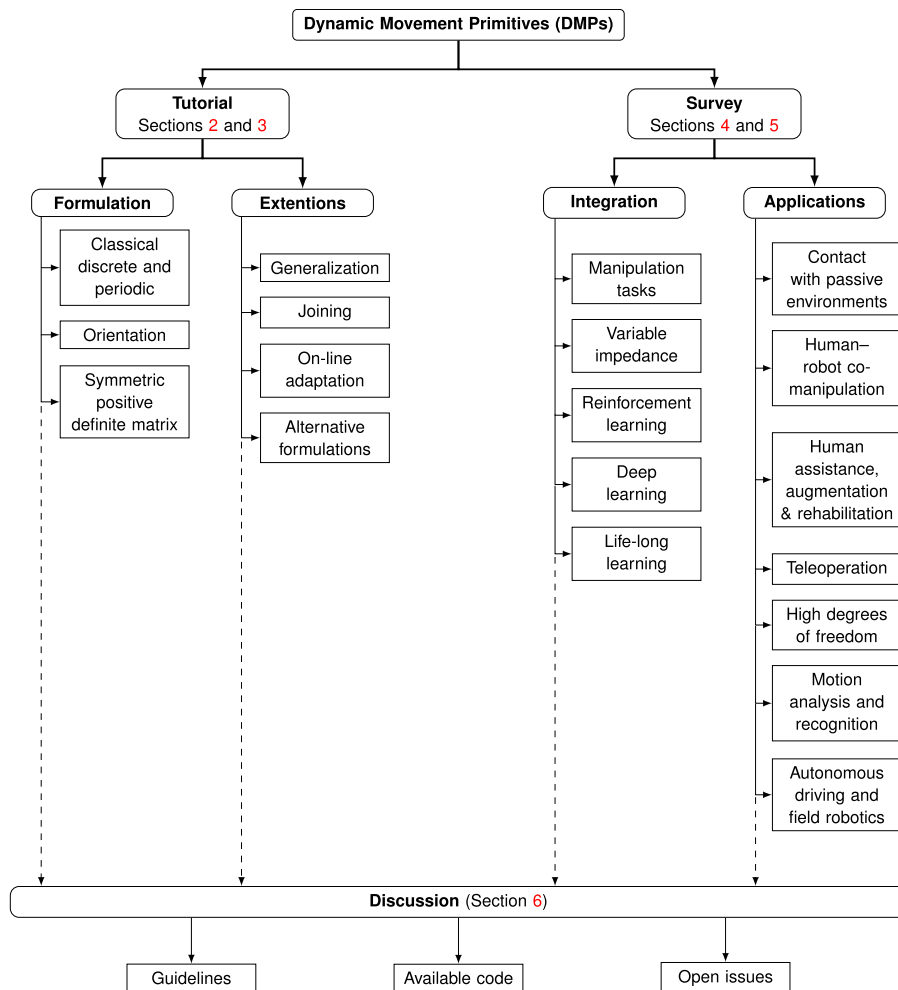 Dynamic Movement Primitives (DMPs)
Tutorial
Sections 2 and 3
Survey
Sections 4 and 5
Formulation
Extentions
Integration
Applications
Classical
discrete and
periodic
Orientation
Symmetric
positive
definite matrix
Generalization
Joining
On-line
adaptation
Alternative
formulations
Manipulation
tasks
Variable
impedance
Reinforcement
learning
Deep
learning
Life-long
learning
Contact
with passive
environments
Human–
robot co-
manipulation
Human
assistance,
augmentation
& rehabilitation
Teleoperation
High degrees
of freedom
Motion
analysis and
recognition
Autonomous
driving and
field robotics
Discussion (Section 6)
Guidelines
Available code
Open issues